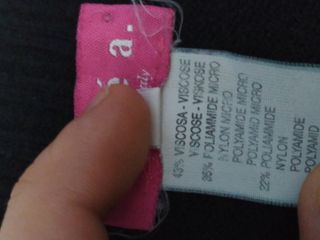 é a.
43% VISCOSA - VISCOSE
VISCOSE - VISKOSE
35% POLIAMMIDE MICRO
NYLON MICRO
POLYAMIDE MICRO
POLYAMID MICRO
22% POLIAMMIDE
NYLON
POLYAMIDE
POLYAMID